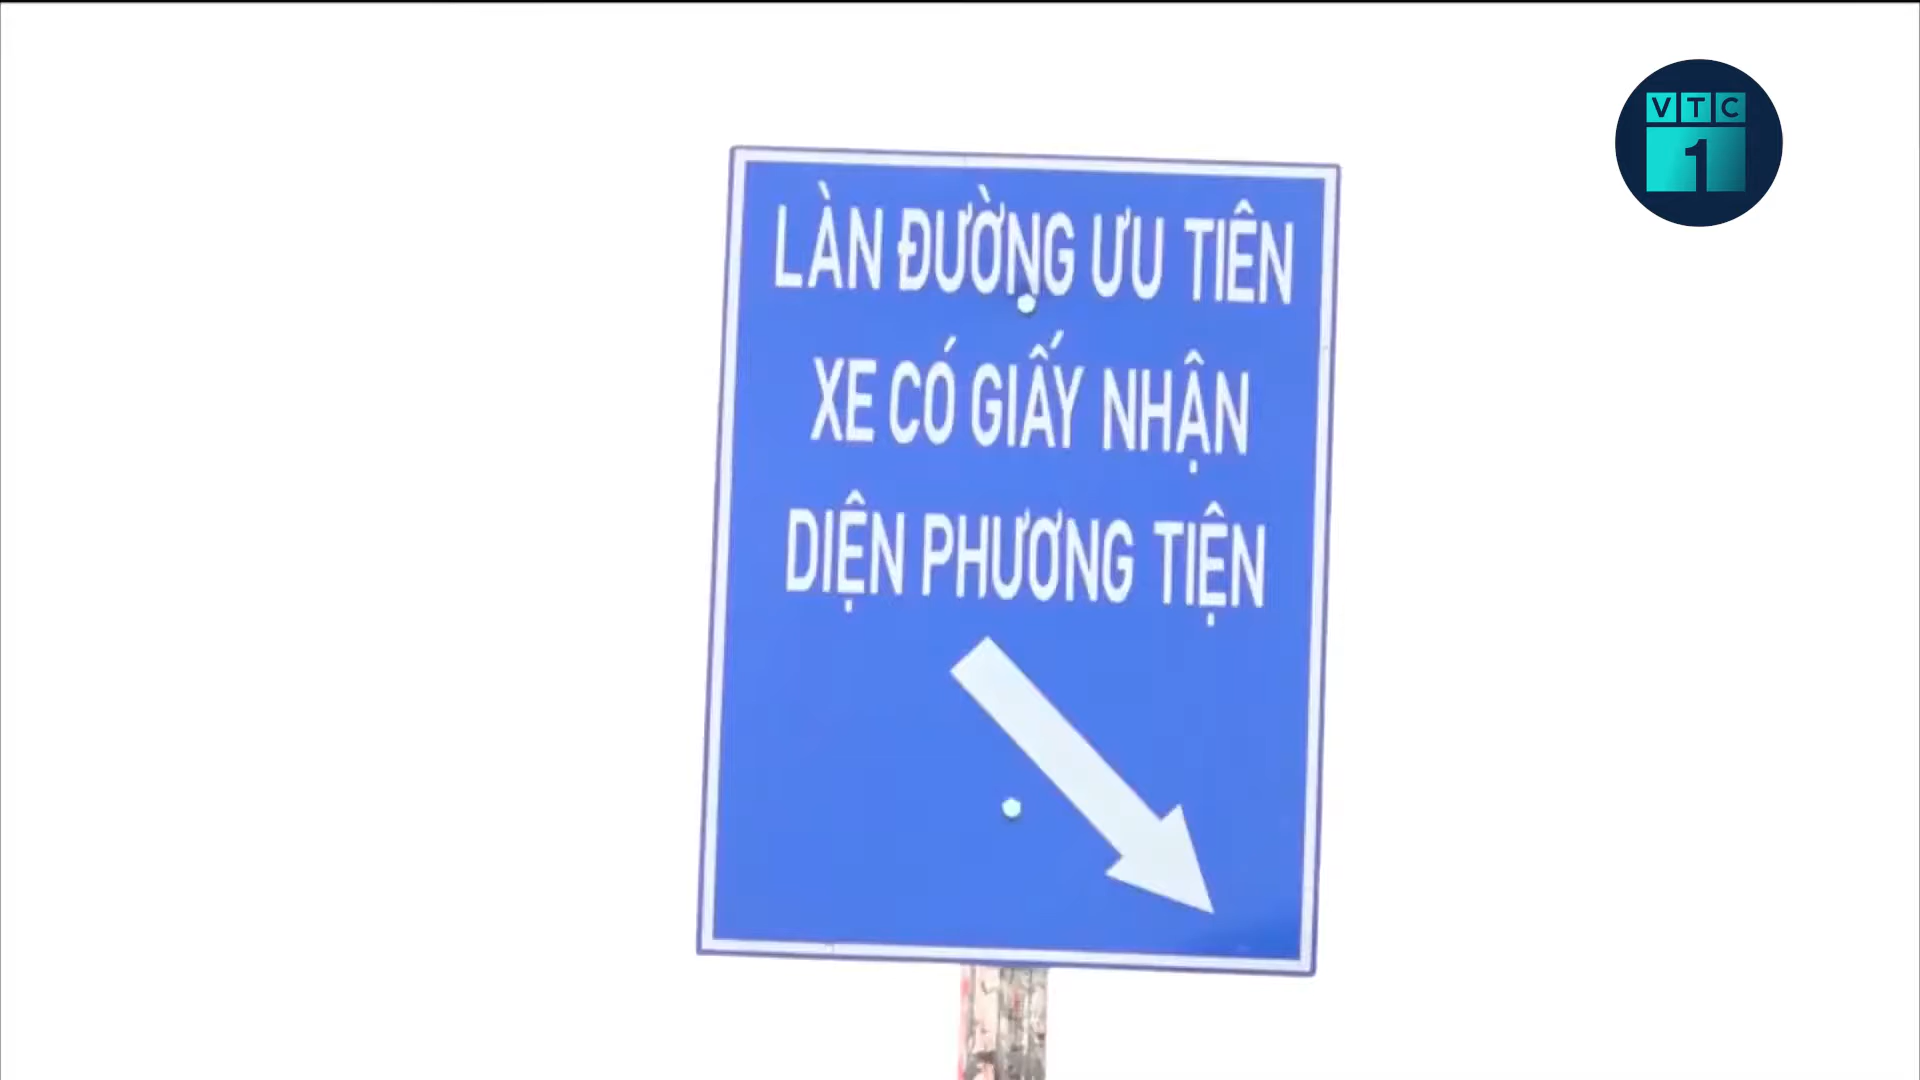 VTC
1
LÀN ĐƯỜNG ƯU TIÊN
XE CÓ GIẤY NHẬN
DIỆN PHƯƠNG TIỆN